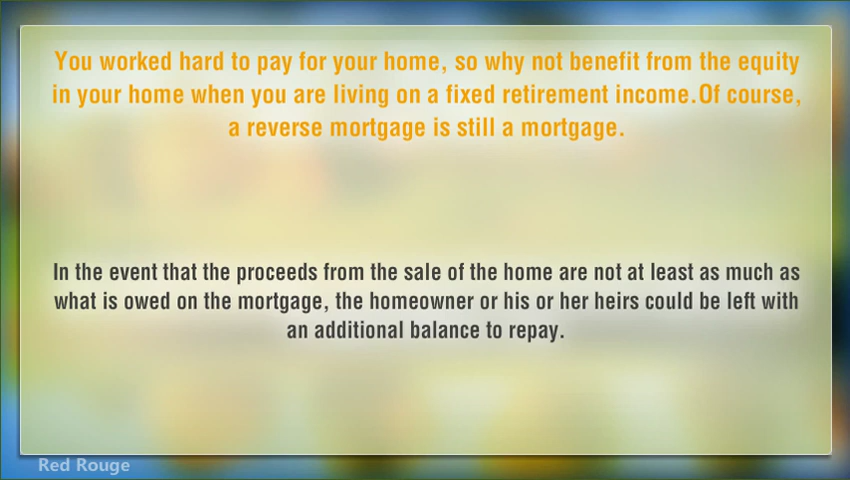 You worked hard to pay for your home, so why not benefit from the equity
in your home when you are living on a fixed retirement income.Of course,
a reverse mortgage is still a mortgage.
In the event that the proceeds from the sale of the home are not at least as much as
what is owed on the mortgage, the homeowner or his or her heirs could be left with
an additional balance to repay.
Red Rouge